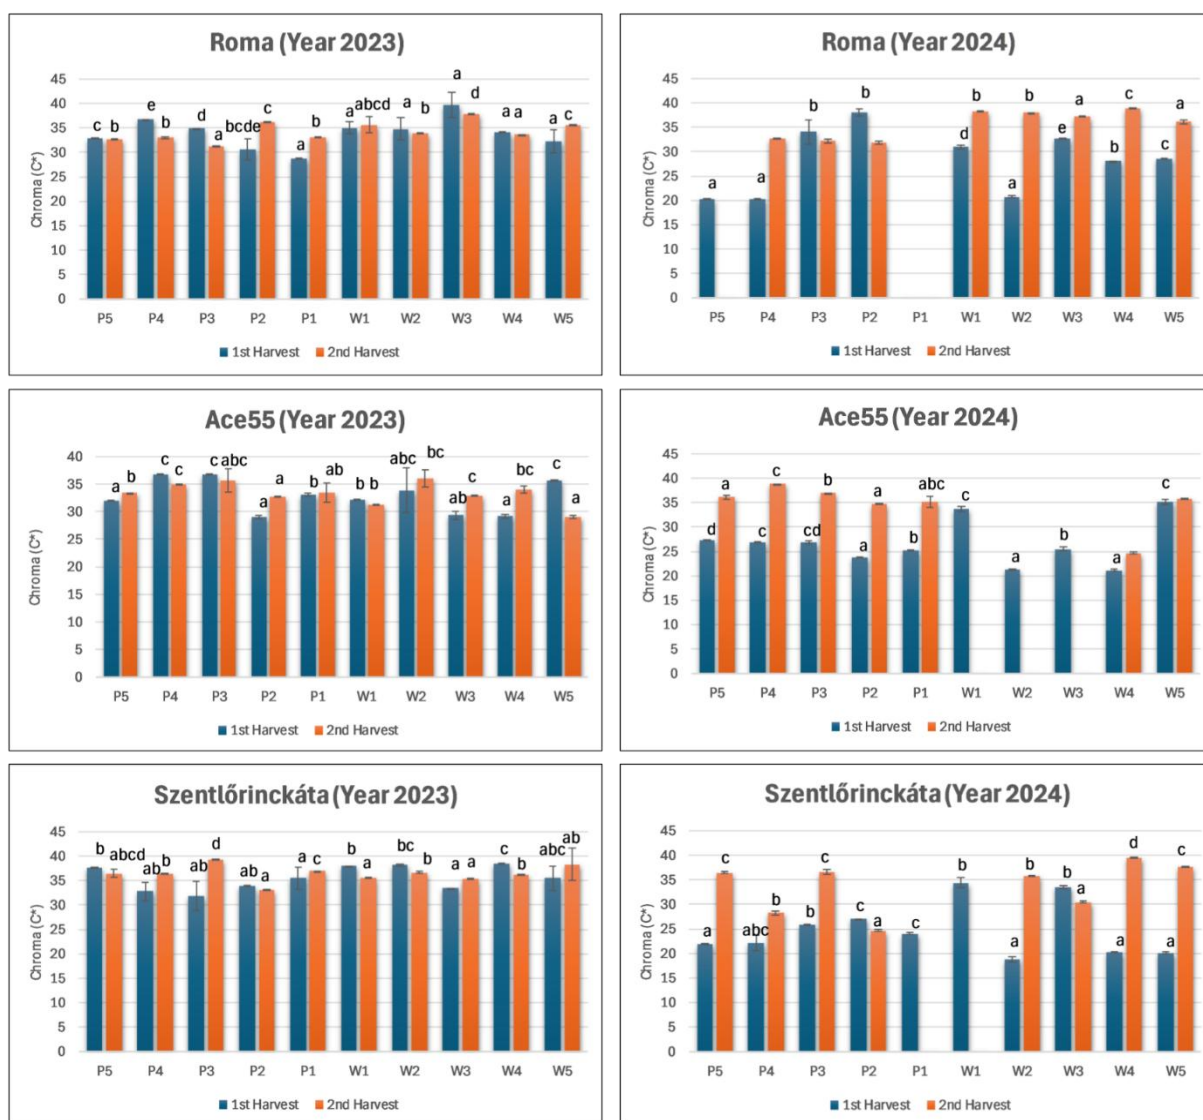 Roma (Year 2023)
Chroma (C*)
45
40
35
30
25
20
15
10
5
0
c b e b d a bcde c a b a abcd a b a d a a a c
P5 P4 P3 P2 P1 W1 W2 W3 W4 W5
1st Harvest 2nd Harvest
Roma (Year 2024)
Chroma (C*)
45
40
35
30
25
20
15
10
5
0
a a b b d b a b e a b c c a
P5 P4 P3 P2 P1 W1 W2 W3 W4 W5
1st Harvest 2nd Harvest
Ace55 (Year 2023)
Chroma (C*)
40
35
30
25
20
15
10
5
0
a b c c c abc a a b ab b b abc bc ab c a bc c a
P5 P4 P3 P2 P1 W1 W2 W3 W4 W5
1st Harvest 2nd Harvest
Ace55 (Year 2024)
Chroma (C*)
45
40
35
30
25
20
15
10
5
0
d a c c cd b a a b abc c a b a c
P5 P4 P3 P2 P1 W1 W2 W3 W4 W5
1st Harvest 2nd Harvest
Szentlőrinckáta (Year 2023)
Chroma (C*)
45
40
35
30
25
20
15
10
5
0
b abcd ab b ab d ab a a c b a bc b a a c b abc ab
P5 P4 P3 P2 P1 W1 W2 W3 W4 W5
1st Harvest 2nd Harvest
Szentlőrinckáta (Year 2024)
Chroma (C*)
45
40
35
30
25
20
15
10
5
0
a c abc b b c c a c b a b b a a d a c
P5 P4 P3 P2 P1 W1 W2 W3 W4 W5
1st Harvest 2nd Harvest